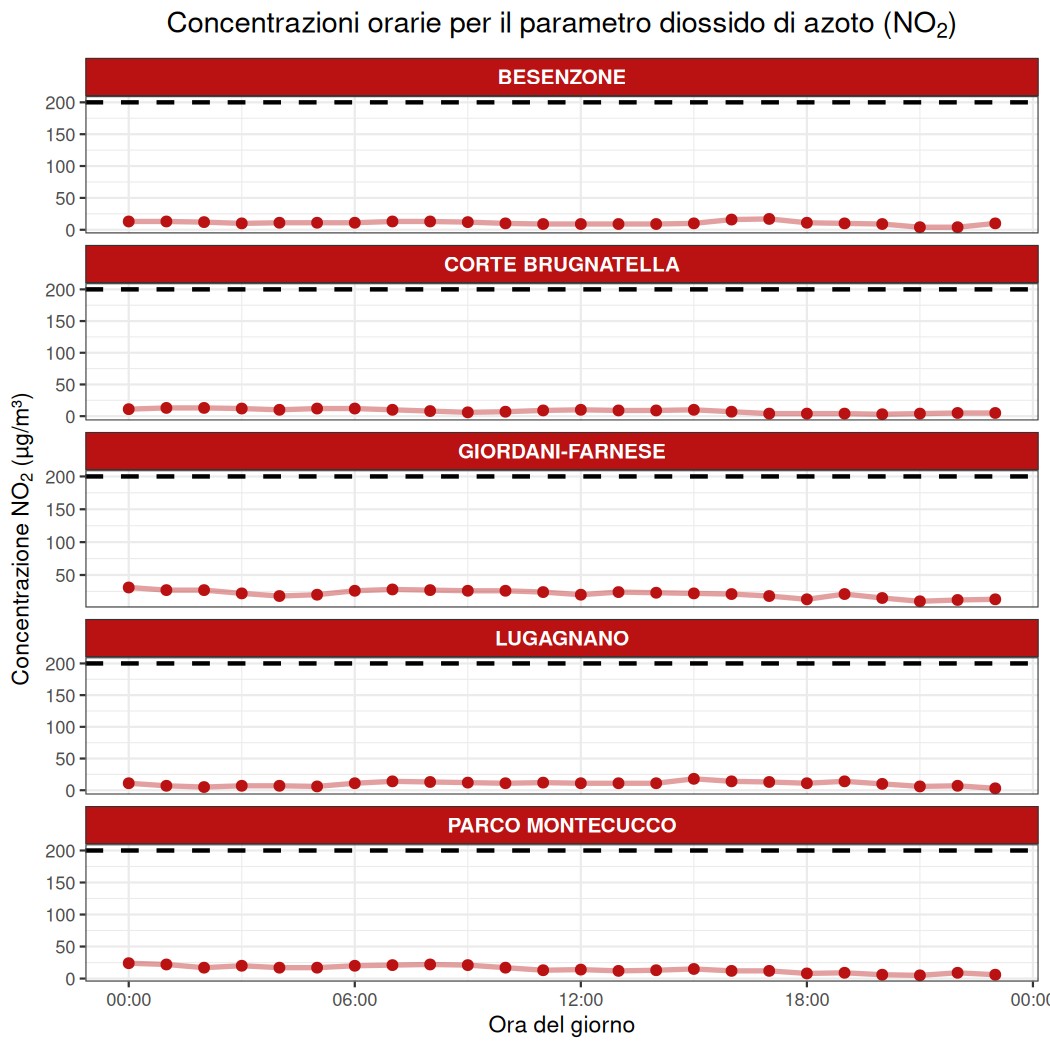 Concentrazioni orarie per il parametro diossido di azoto (NO₂)
Concentrazione NO₂ (µg/m³)
BESENZONE
200
150
100
50
0
CORTE BRUGNATELLA
200
150
100
50
0
GIORDANI-FARNESE
200
150
100
50
LUGAGNANO
200
150
100
50
0
PARCO MONTECUCCO
200
150
100
50
0
00:00 06:00 12:00 18:00 00:0
Ora del giorno